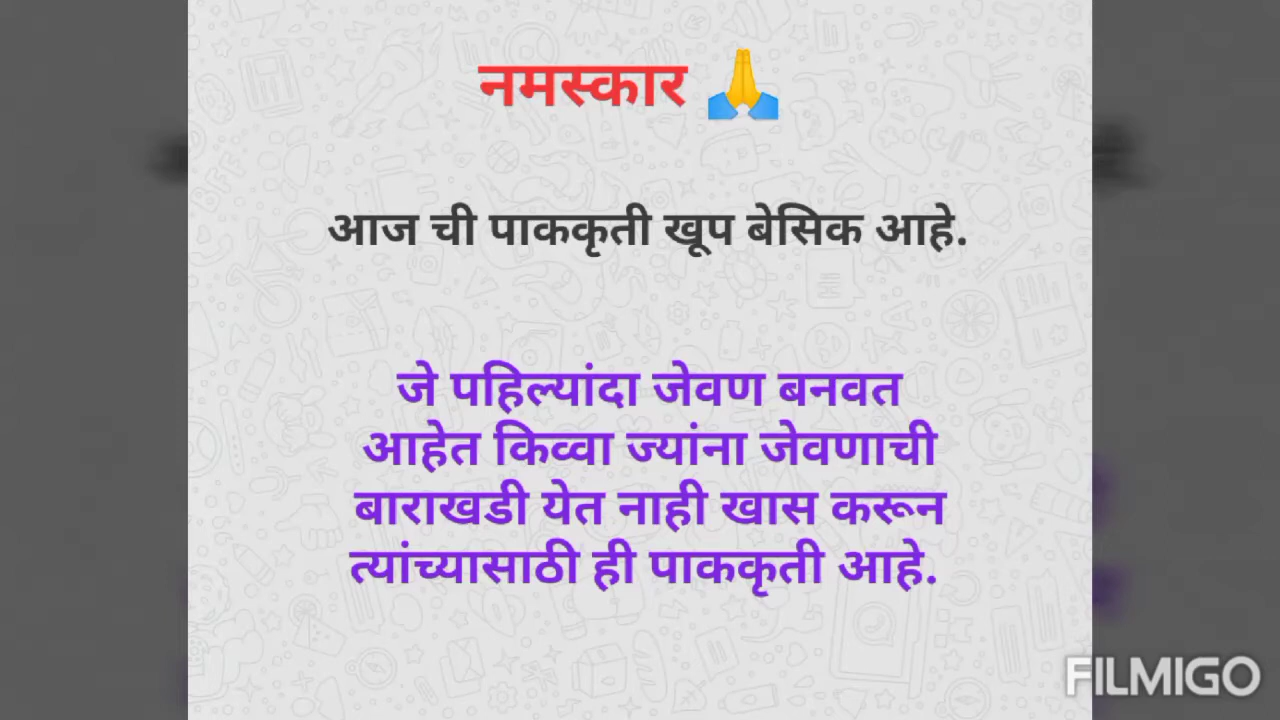 नमस्कार 🙏
आज ची पाककृती खूप बेसिक आहे.
जे पहिल्यांदा जेवण बनवत
आहेत किव्वा ज्यांना जेवणाची
बाराखडी येत नाही खास करून
त्यांच्यासाठी ही पाककृती आहे.
FILMIGO